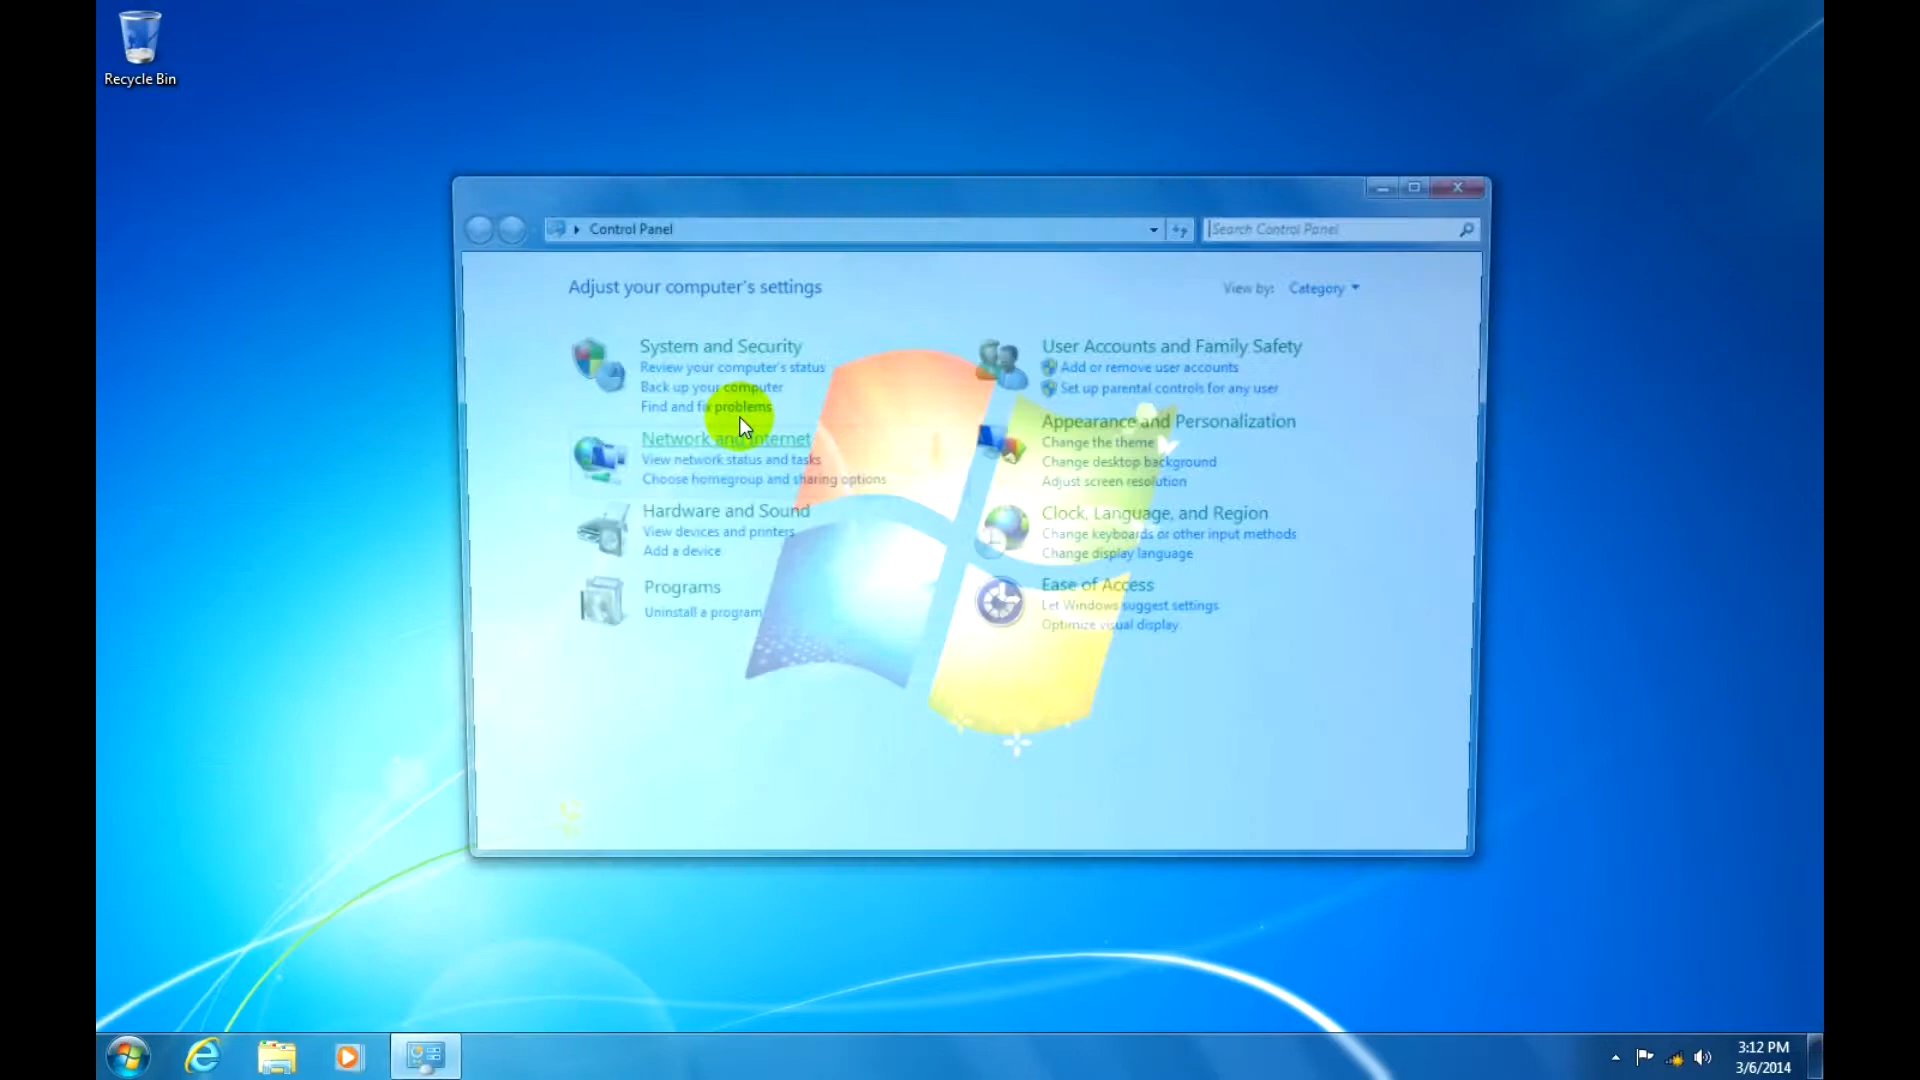 Recycle Bin
Control Panel
Search Control Panel
Adjust your computer's settings
View by: Category
System and Security
Review your computer's status
Back up your computer
Find and fix problems
Network and Internet
View network status and tasks
Choose homegroup and sharing options
Hardware and Sound
View devices and printers
Add a device
Programs
Uninstall a program
User Accounts and Family Safety
Add or remove user accounts
Set up parental controls for any user
Appearance and Personalization
Change the theme
Change desktop background
Adjust screen resolution
Clock, Language, and Region
Change keyboards or other input methods
Change display language
Ease of Access
Let Windows suggest settings
Optimize visual display
3:12 PM
3/6/2014